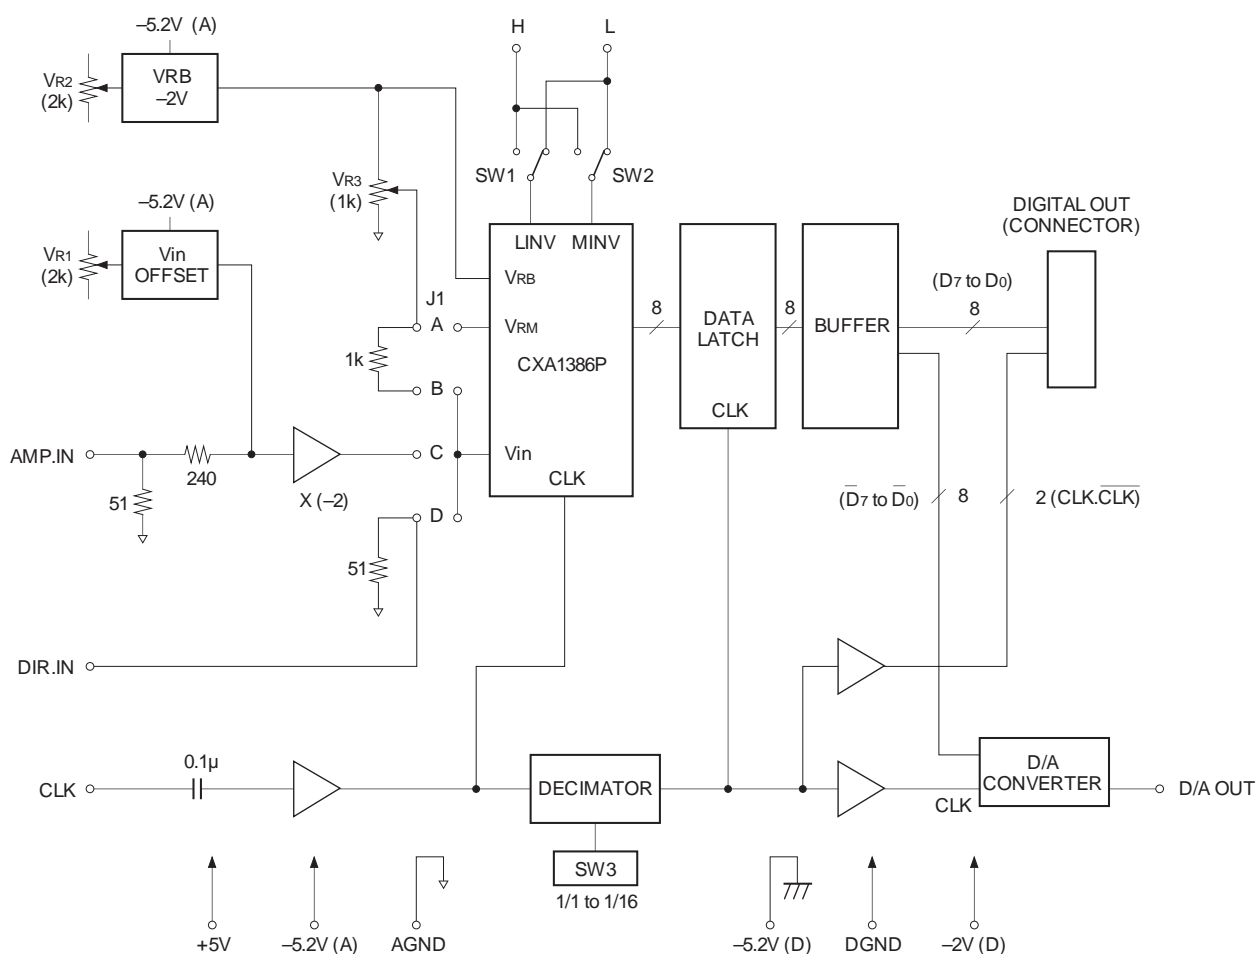 –5.2V (A)
H
L
VR2
(2k)
VRB
–2V
SW1
SW2
VR3
(1k)
–5.2V (A)
DIGITAL OUT
(CONNECTOR)
VR1
(2k)
Vin
OFFSET
LINV
MINV
VRB
(D7 to D0)
J1
A
VRM
8
DATA
LATCH
8
BUFFER
8
1k
CXA1386P
B
CLK
AMP.IN
C
Vin
240
CLK
51
X (–2)
D
(D̅7 to D̅0)
8
2 (CLK.C̅L̅K̅)
51
DIR.IN
0.1µ
CLK
DECIMATOR
CLK
D/A
CONVERTER
D/A OUT
SW3
1/1 to 1/16
+5V
–5.2V (A)
AGND
–5.2V (D)
DGND
–2V (D)